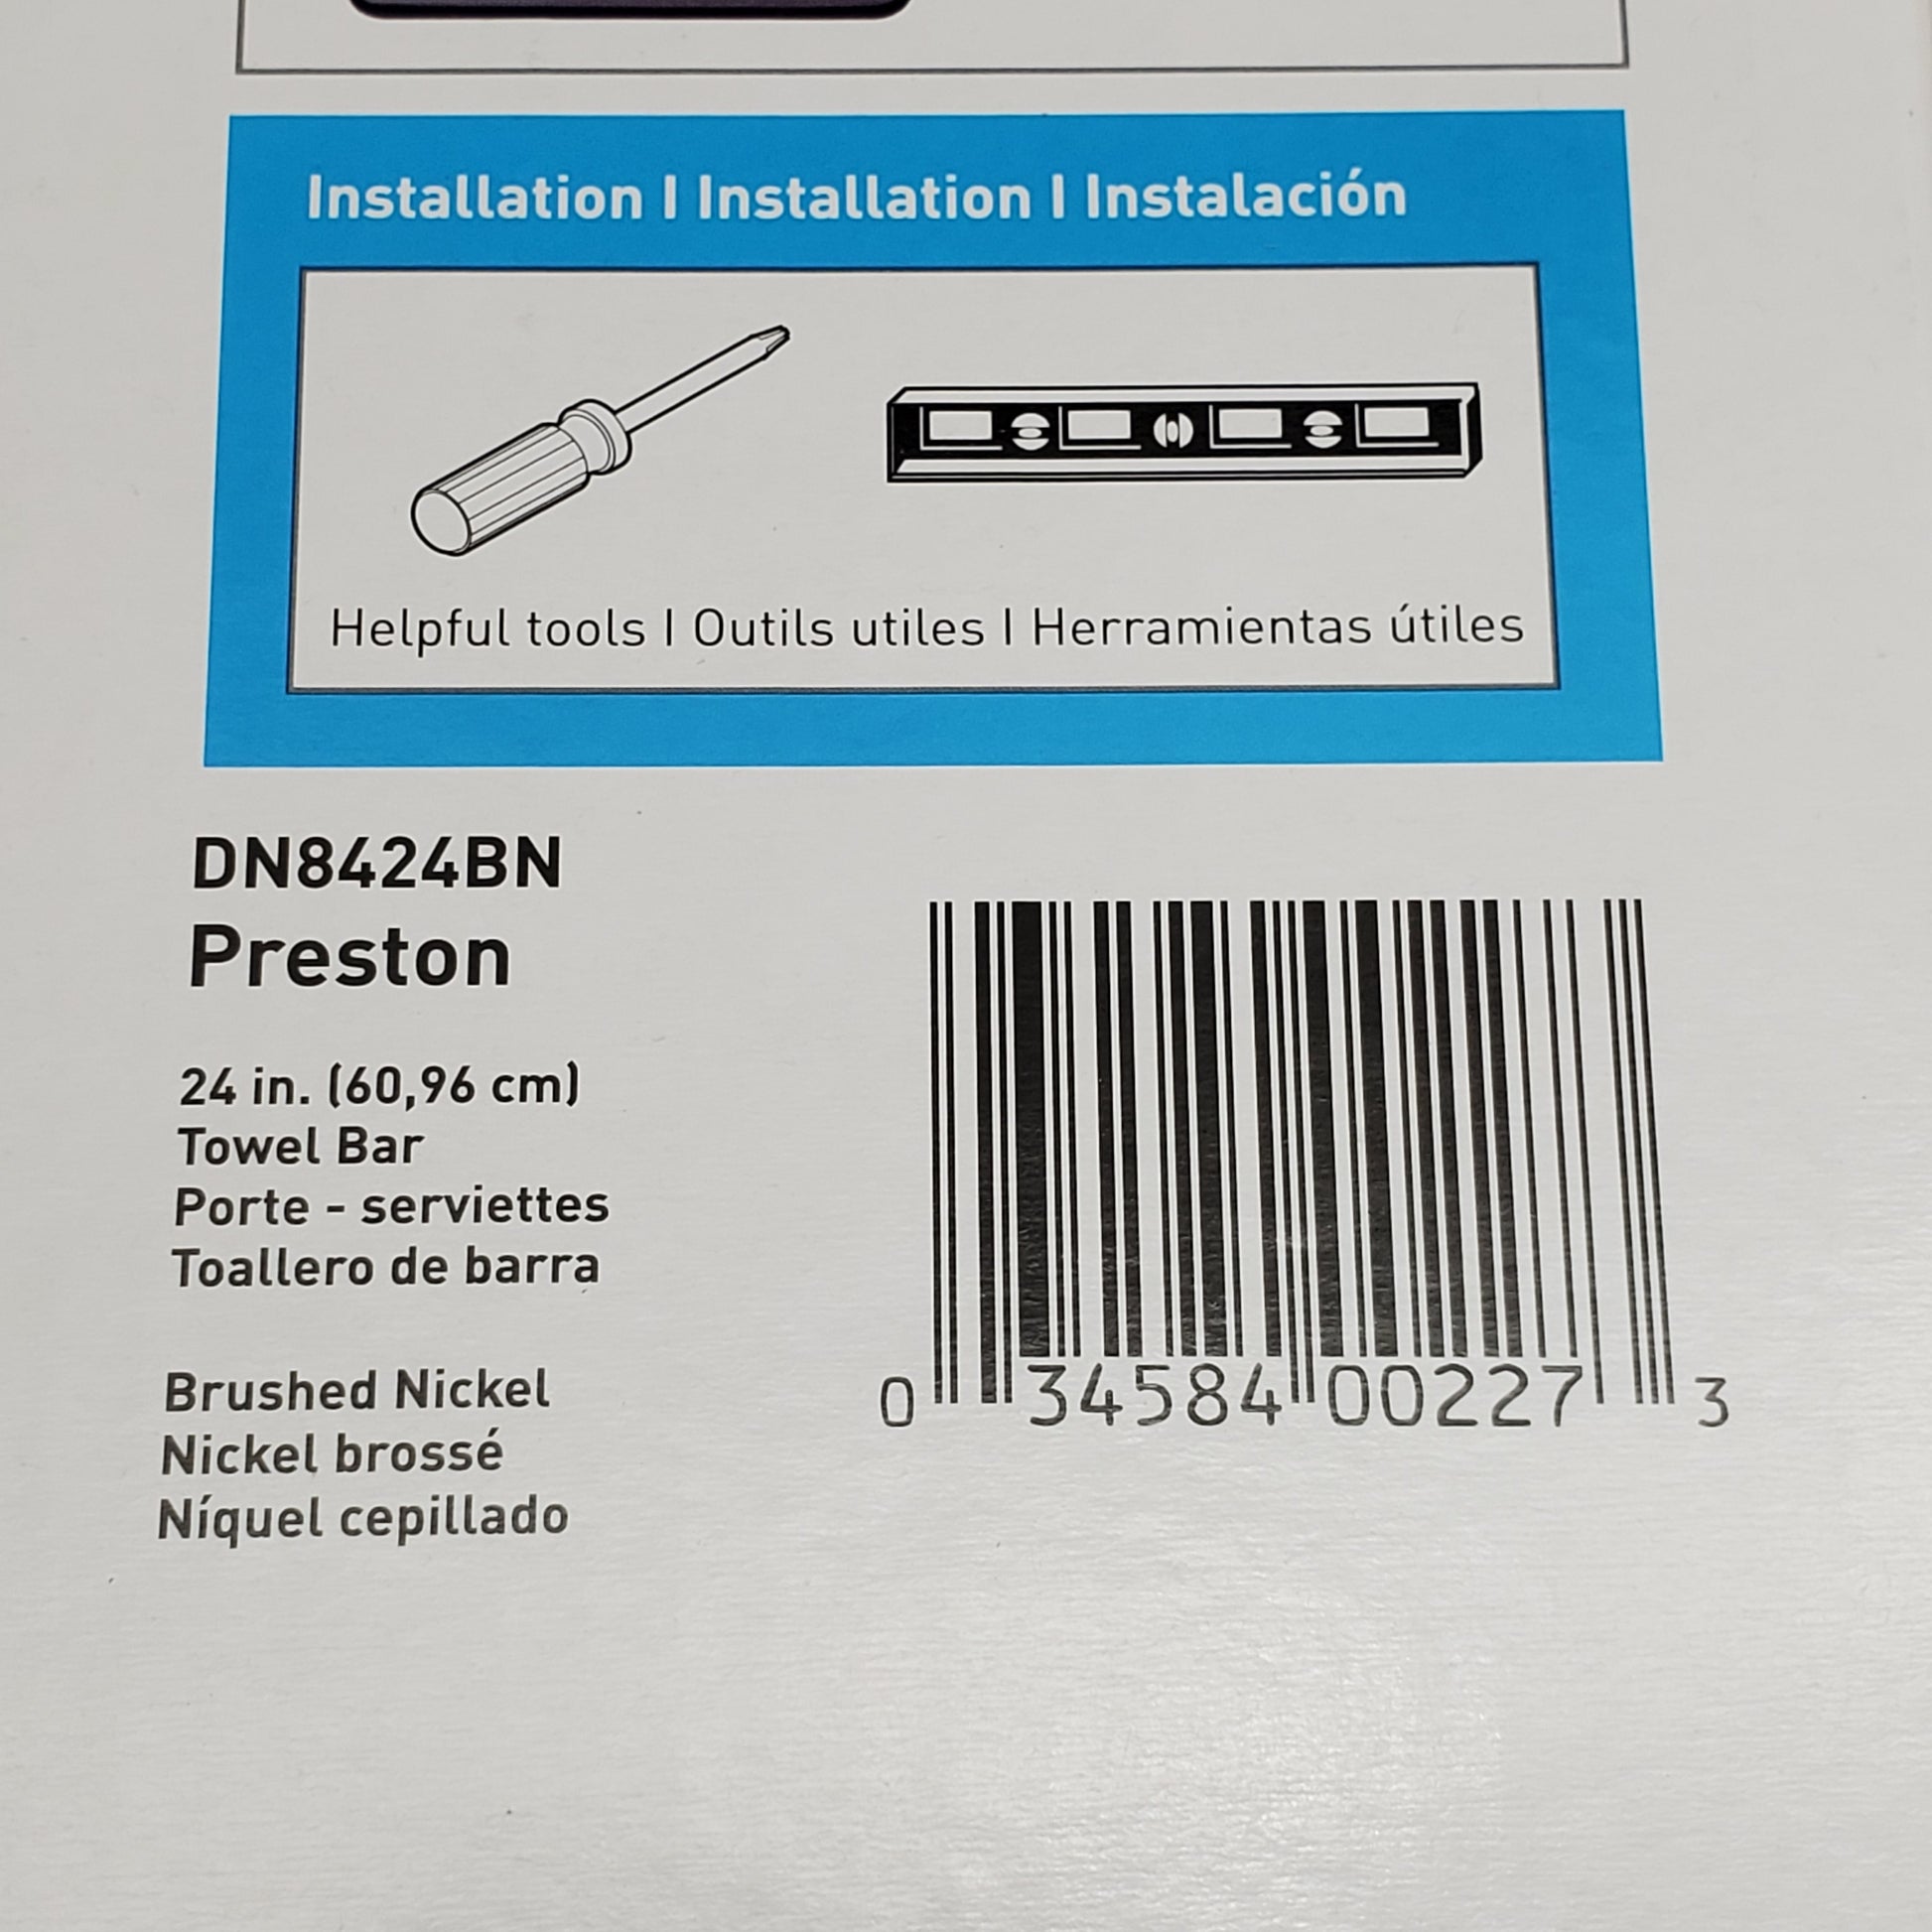 Installation | Installation | Instalación
Helpful tools | Outils utiles | Herramientas útiles
DN8424BN
Preston
24 in. (60,96 cm)
Towel Bar
Porte - serviettes
Toallero de barra
Brushed Nickel
Nickel brossé
Níquel cepillado
0 34584 00227 3